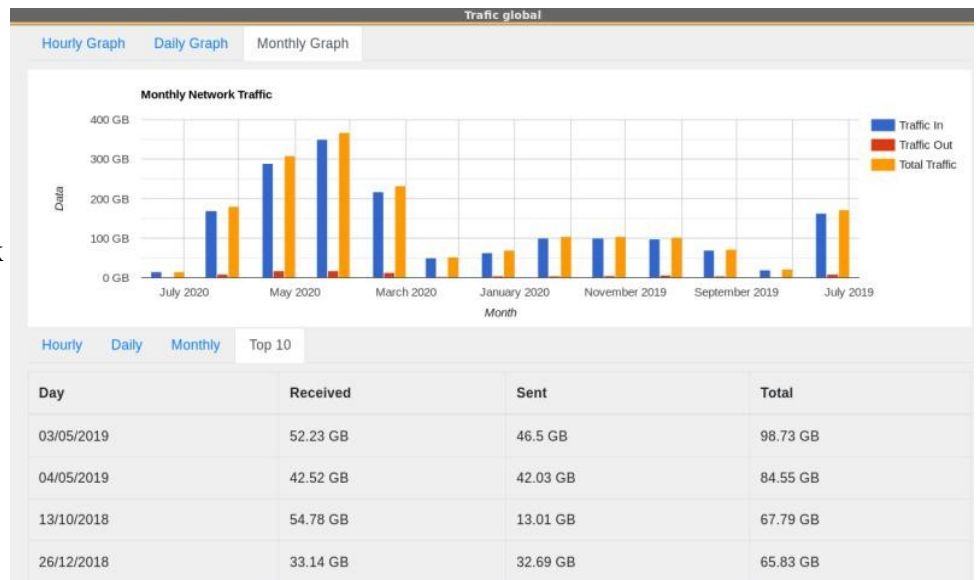 Trafic global
Hourly Graph Daily Graph Monthly Graph
Monthly Network Traffic
400 GB
300 GB
200 GB
100 GB
0 GB
Data
July 2020 May 2020 March 2020 January 2020 November 2019 September 2019 July 2019
Month
Traffic In
Traffic Out
Total Traffic
Hourly Daily Monthly Top 10
Day Received Sent Total
03/05/2019 52.23 GB 46.5 GB 98.73 GB
04/05/2019 42.52 GB 42.03 GB 84.55 GB
13/10/2018 54.78 GB 13.01 GB 67.79 GB
26/12/2018 33.14 GB 32.69 GB 65.83 GB